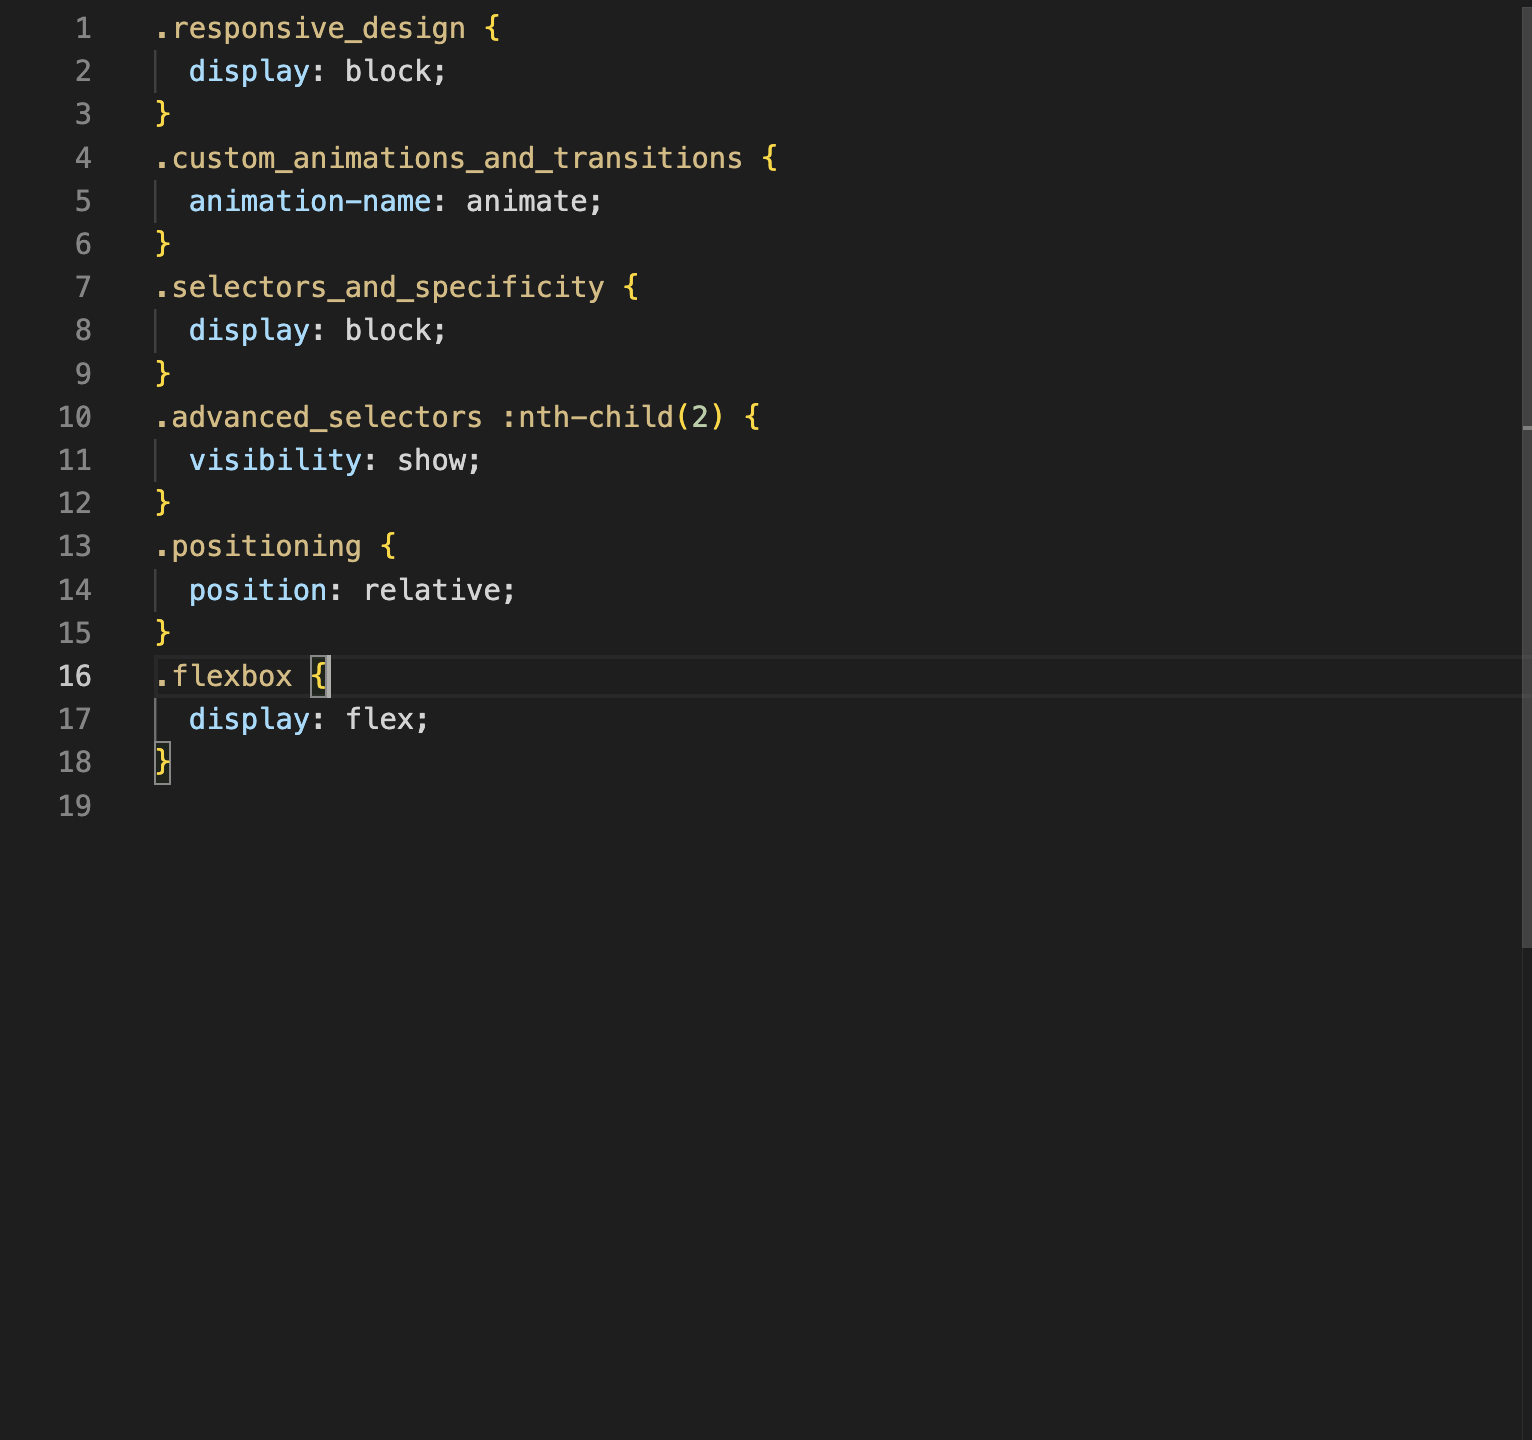 1 .responsive_design {
2   display: block;
3 }
4 .custom_animations_and_transitions {
5   animation-name: animate;
6 }
7 .selectors_and_specificity {
8   display: block;
9 }
10 .advanced_selectors :nth-child(2) {
11   visibility: show;
12 }
13 .positioning {
14   position: relative;
15 }
16 .flexbox {
17   display: flex;
18 }
19